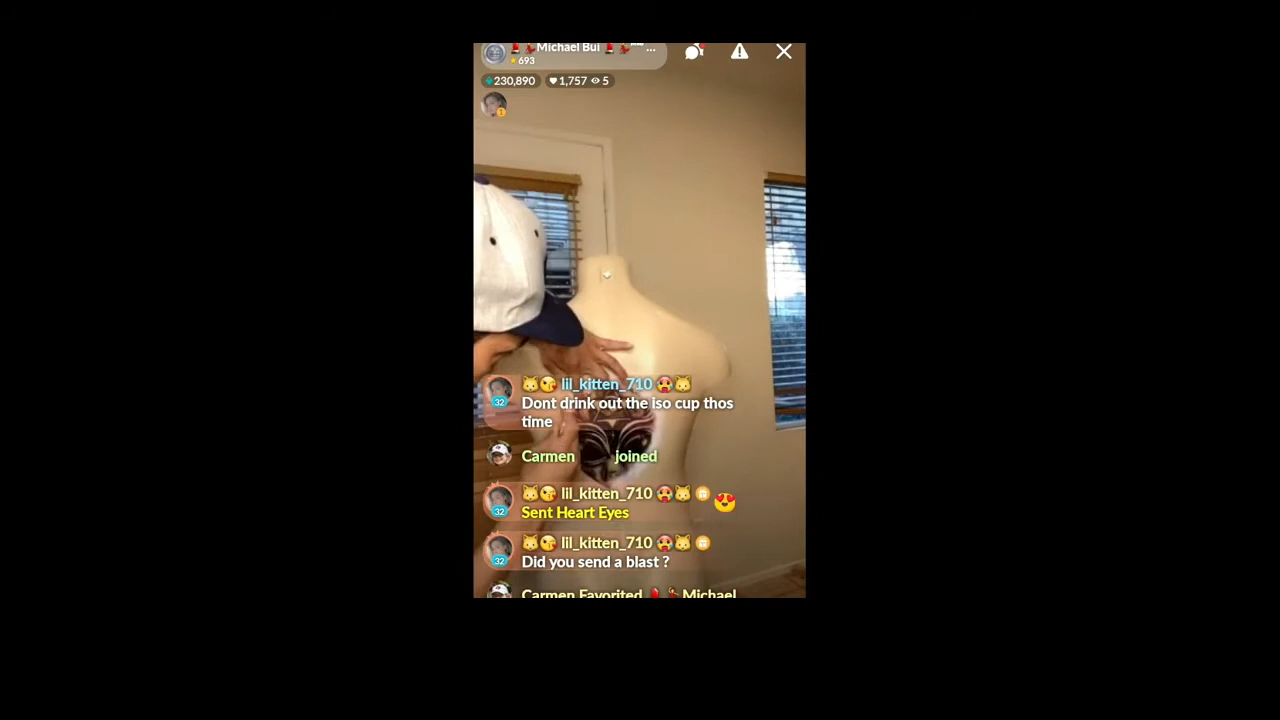 Michael Bui
693
230,890 1,757 5
1
lil_kitten_710
Dont drink out the iso cup thos
time
32
Carmen joined
lil_kitten_710
Sent Heart Eyes
32
lil_kitten_710
Did you send a blast ?
32
Carmen Favorited Michael